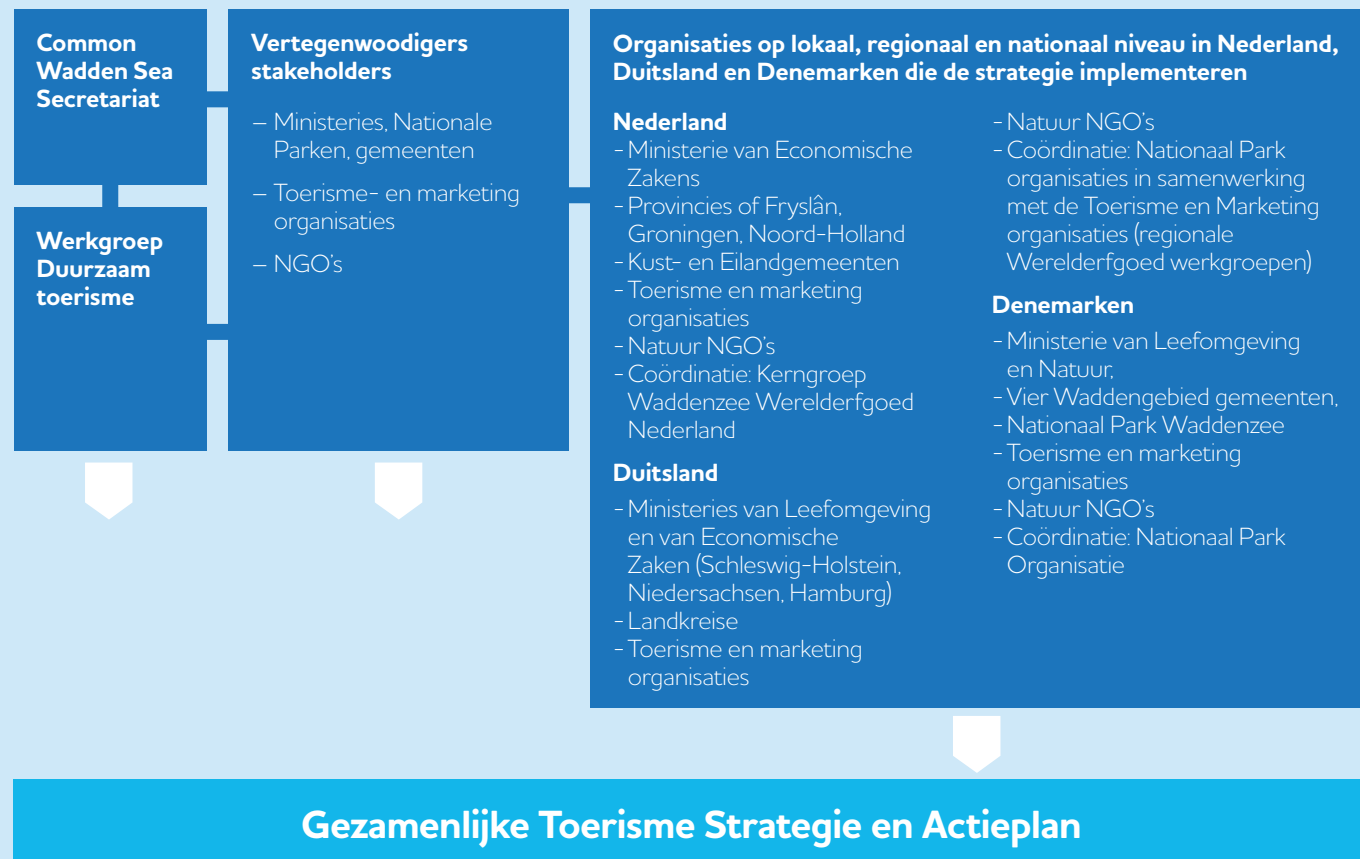 Common
Wadden Sea
Secretariat
Werkgroep
Duurzaam
toerisme
Vertegenwoodigers
stakeholders
– Ministeries, Nationale
Parken, gemeenten
– Toerisme- en marketing
organisaties
– NGO's
Organisaties op lokaal, regionaal en nationaal niveau in Nederland,
Duitsland en Denemarken die de strategie implementeren
Nederland
- Ministerie van Economische
Zakens
- Provincies of Fryslân,
Groningen, Noord-Holland
- Kust- en Eilandgemeenten
- Toerisme en marketing
organisaties
- Natuur NGO's
- Coördinatie: Kerngroep
Waddenzee Werelderfgoed
Nederland
Duitsland
- Ministeries van Leefomgeving
en van Economische
Zaken (Schleswig-Holstein,
Niedersachsen, Hamburg)
- Landkreise
- Toerisme en marketing
organisaties
- Natuur NGO's
- Coördinatie: Nationaal Park
organisaties in samenwerking
met de Toerisme en Marketing
organisaties (regionale
Werelderfgoed werkgroepen)
Denemarken
- Ministerie van Leefomgeving
en Natuur,
- Vier Waddengebied gemeenten,
- Nationaal Park Waddenzee
- Toerisme en marketing
organisaties
- Natuur NGO's
- Coördinatie: Nationaal Park
Organisatie
Gezamenlijke Toerisme Strategie en Actieplan